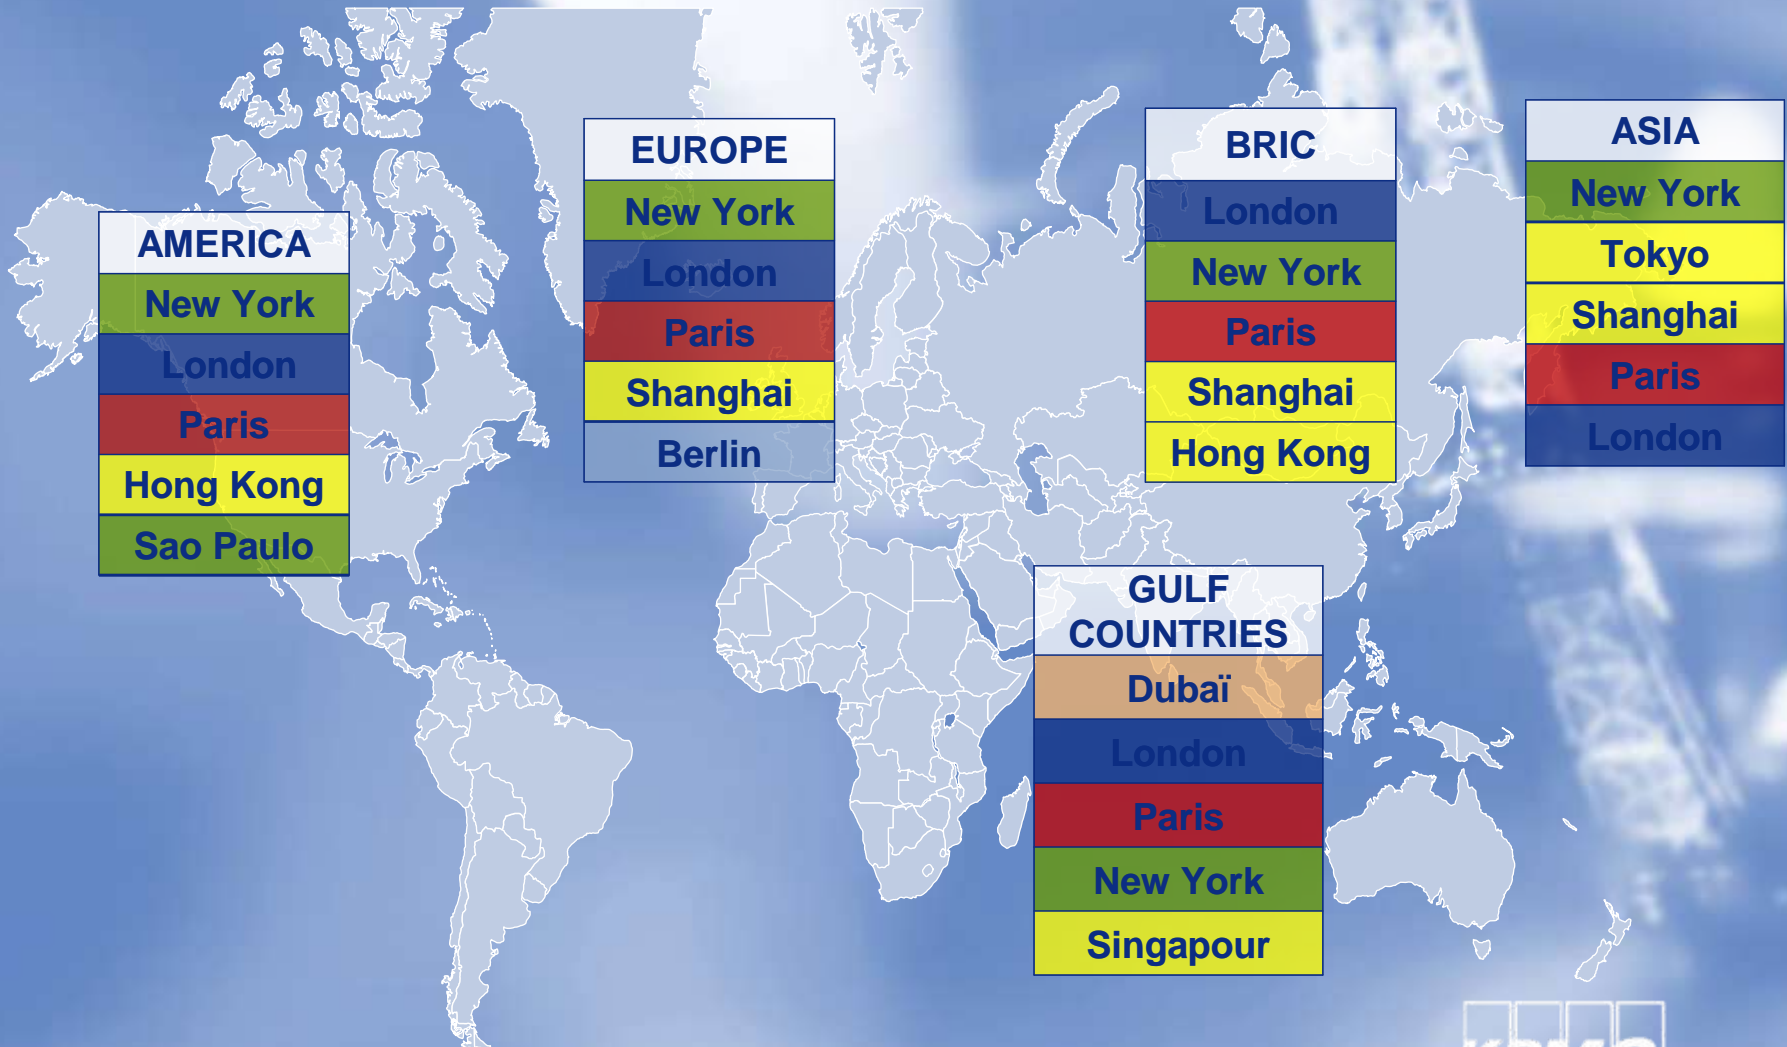 AMERICA
New York
London
Paris
Hong Kong
Sao Paulo
EUROPE
New York
London
Paris
Shanghai
Berlin
BRIC
London
New York
Paris
Shanghai
Hong Kong
ASIA
New York
Tokyo
Shanghai
Paris
London
GULF
COUNTRIES
Dubaï
London
Paris
New York
Singapour